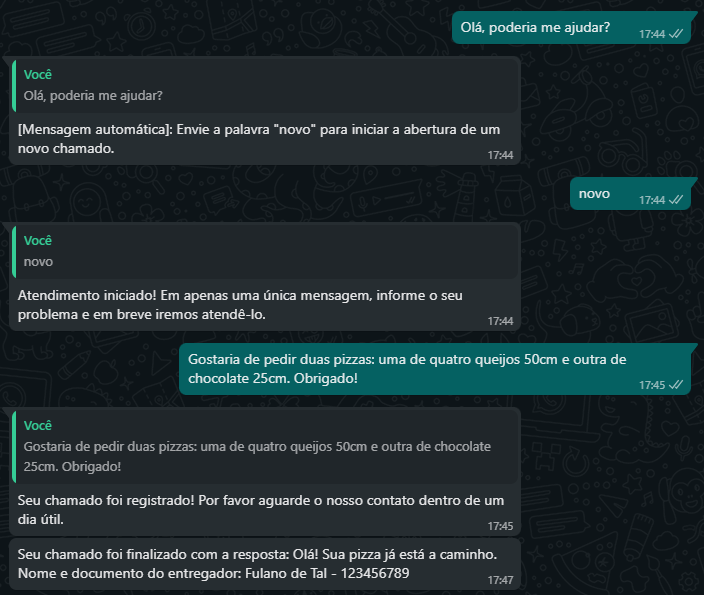 Olá, poderia me ajudar?
17:44
Você
Olá, poderia me ajudar?
[Mensagem automática]: Envie a palavra "novo" para iniciar a abertura de um
novo chamado.
17:44
novo
17:44
Você
novo
Atendimento iniciado! Em apenas uma única mensagem, informe o seu
problema e em breve iremos atendê-lo.
17:44
Gostaria de pedir duas pizzas: uma de quatro queijos 50cm e outra de
chocolate 25cm. Obrigado!
17:45
Você
Gostaria de pedir duas pizzas: uma de quatro queijos 50cm e outra de chocolate
25cm. Obrigado!
Seu chamado foi registrado! Por favor aguarde o nosso contato dentro de um
dia útil.
17:45
Seu chamado foi finalizado com a resposta: Olá! Sua pizza já está a caminho.
Nome e documento do entregador: Fulano de Tal - 123456789
17:47